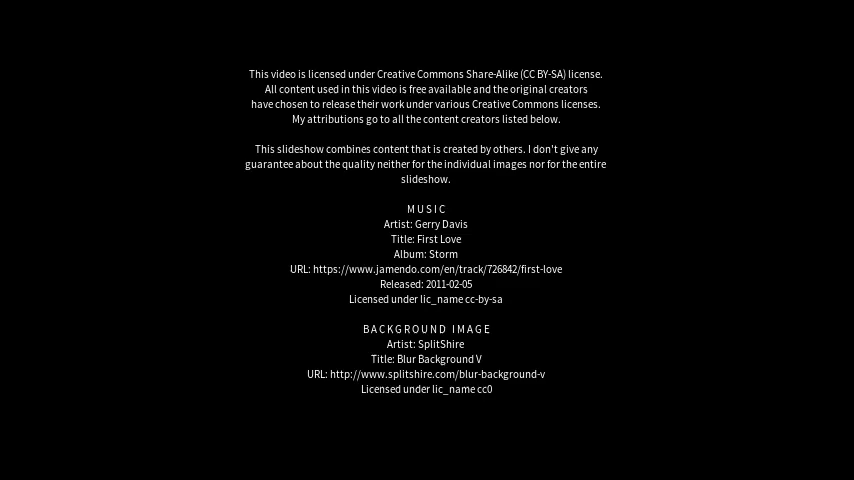 This video is licensed under Creative Commons Share-Alike (CC BY-SA) license.
All content used in this video is free available and the original creators
have chosen to release their work under various Creative Commons licenses.
My attributions go to all the content creators listed below.
This slideshow combines content that is created by others. I don't give any
guarantee about the quality neither for the individual images nor for the entire
slideshow.
MUSIC
Artist: Gerry Davis
Title: First Love
Album: Storm
URL: https://www.jamendo.com/en/track/726842/first-love
Released: 2011-02-05
Licensed under lic_name cc-by-sa
BACKGROUND IMAGE
Artist: SplitShire
Title: Blur Background V
URL: http://www.splitshire.com/blur-background-v
Licensed under lic_name cc0